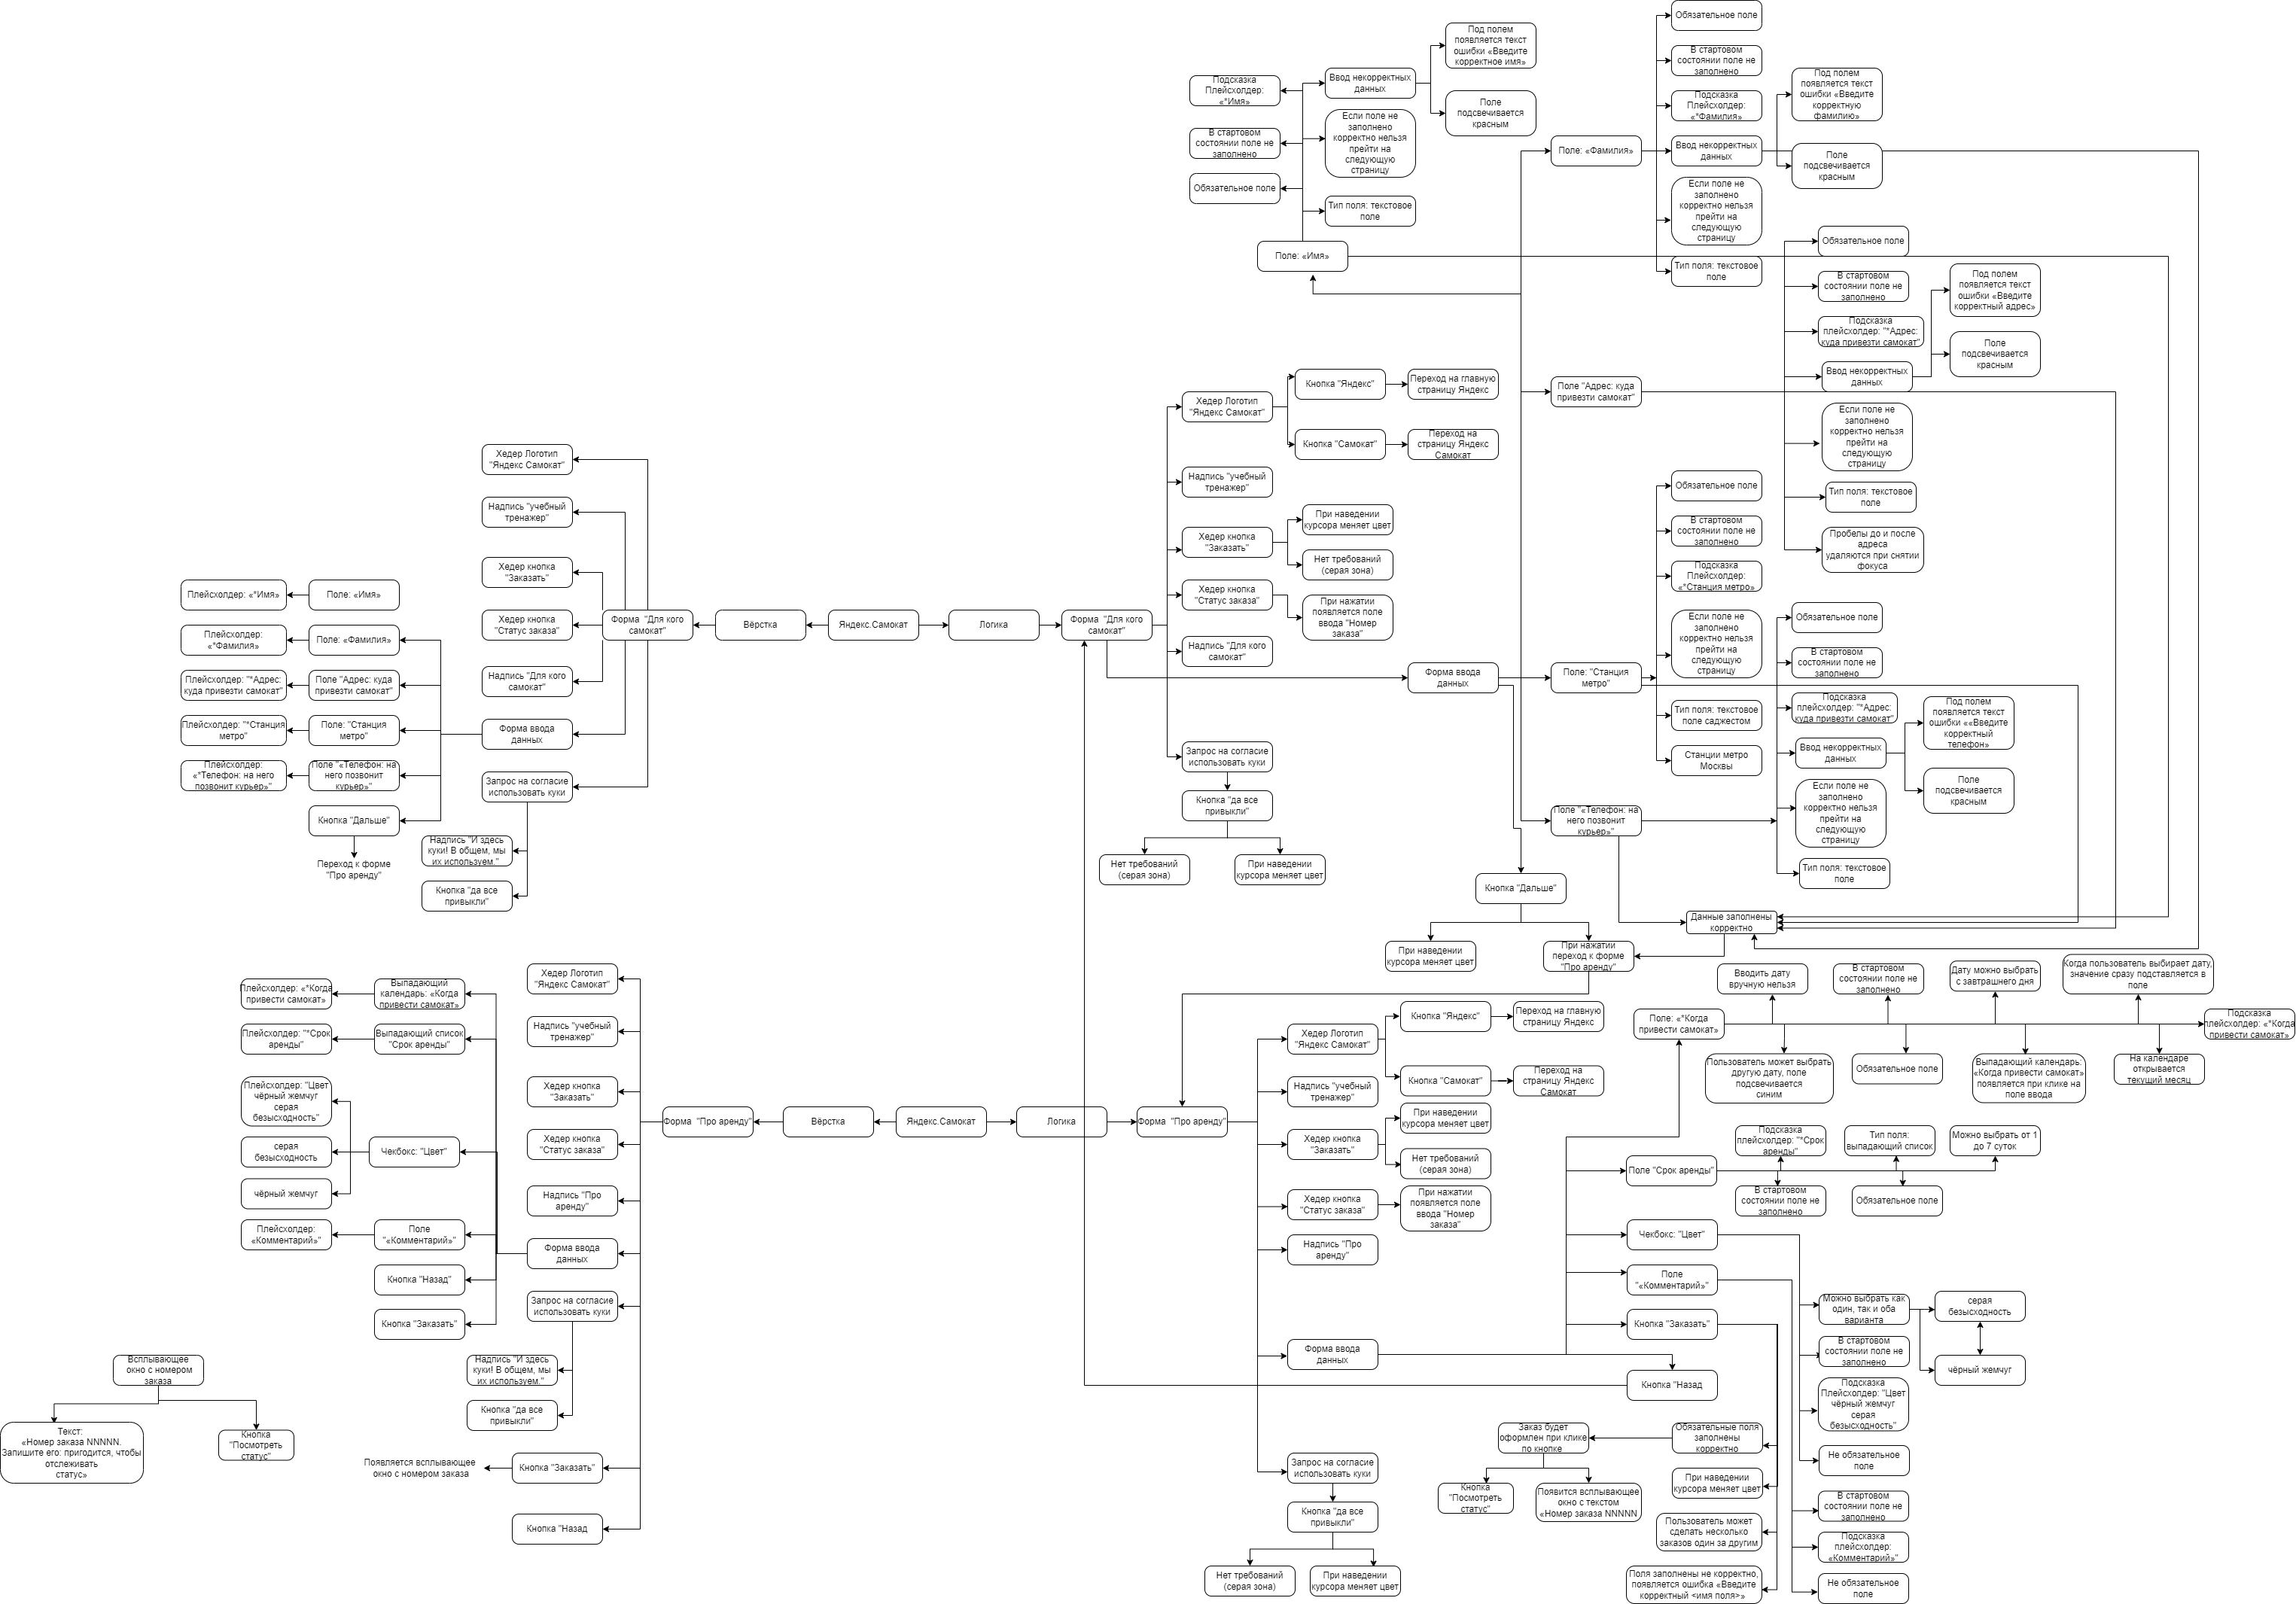 Обязательное поле
В стартовом
состоянии поле не
заполнено
Подсказка
Плейсхолдер:
«*Фамилия»
Поле: «Фамилия»
Ввод некорректных
данных
Под полем
появляется текст
ошибки «Введите
корректную
фамилию»
Поле
подсвечивается
красным
Если поле не
заполнено
корректно нельзя
прейти на
следующую
страницу
Тип поля: текстовое
поле
Под полем
появляется текст
ошибки «Введите
корректное имя»
Поле
подсвечивается
красным
Ввод некорректных
данных
Подсказка
Плейсхолдер:
«*Имя»
Если поле не
заполнено
корректно нельзя
прейти на
следующую
страницу
В стартовом
состоянии поле не
заполнено
Обязательное поле
Тип поля: текстовое
поле
Поле: «Имя»
Обязательное поле
В стартовом
состоянии поле не
заполнено
Подсказка
плейсхолдер: "*Адрес:
куда привезти самокат"
Ввод некорректных
данных
Под полем
появляется текст
ошибки «Введите
корректный адрес»
Поле
подсвечивается
красным
Поле "Адрес: куда
привезти самокат"
Если поле не
заполнено
корректно нельзя
прейти на
следующую
страницу
Тип поля: текстовое
поле
Пробелы до и после
адреса
удаляются при снятии
фокуса
Хедер Логотип
"Яндекс Самокат"
Кнопка "Яндекс"
Переход на главную
страницу Яндекс
Кнопка "Самокат"
Переход на
страницу Яндекс
Самокат
Надпись "учебный
тренажер"
Хедер кнопка
"Заказать"
При наведении
курсора меняет цвет
Нет требований
(серая зона)
Хедер кнопка
"Статус заказа"
При нажатии
появляется поле
ввода "Номер
заказа"
Надпись "Для кого
самокат"
Форма ввода
данных
Запрос на согласие
использовать куки
Кнопка "да все
привыкли"
Нет требований
(серая зона)
При наведении
курсора меняет цвет
Обязательное поле
В стартовом
состоянии поле не
заполнено
Подсказка
Плейсхолдер:
«*Станция метро»
Если поле не
заполнено
корректно нельзя
прейти на
следующую
страницу
Поле: "Станция
метро"
Тип поля: текстовое
поле саджестом
Станции метро
Москвы
Обязательное поле
В стартовом
состоянии поле не
заполнено
Подсказка
плейсхолдер: "*Адрес:
куда привезти самокат"
Ввод некорректных
данных
Под полем
появляется текст
ошибки ««Введите
корректный
телефон»
Поле
подсвечивается
красным
Если поле не
заполнено
корректно нельзя
прейти на
следующую
страницу
Тип поля: текстовое
поле
Поле "«Телефон: на
него позвонит
курьер»"
Кнопка "Дальше"
При наведении
курсора меняет цвет
При нажатии
переход к форме
"Про аренду"
Данные заполнены
корректно
Хедер Логотип
"Яндекс Самокат"
Надпись "учебный
тренажер"
Хедер кнопка
"Заказать"
Хедер кнопка
"Статус заказа"
Форма "Для кого
самокат"
Вёрстка
Яндекс.Самокат
Логика
Форма "Для кого
самокат"
Надпись "Для кого
самокат"
Форма ввода
данных
Запрос на согласие
использовать куки
Надпись "И здесь
куки! В общем, мы
их используем."
Кнопка "да все
привыкли"
Плейсхолдер: «*Имя»
Поле: «Имя»
Плейсхолдер:
«*Фамилия»
Поле: «Фамилия»
Плейсхолдер: "*Адрес:
куда привезти самокат"
Поле "Адрес: куда
привезти самокат"
Плейсхолдер: "*Станция
метро"
Поле: "Станция
метро"
Плейсхолдер:
«*Телефон: на него
позвонит курьер»"
Поле "«Телефон: на
него позвонит
курьер»"
Кнопка "Дальше"
Переход к форме
"Про аренду"
Хедер Логотип
"Яндекс Самокат"
Надпись "учебный
тренажер"
Хедер кнопка
"Заказать"
Хедер кнопка
"Статус заказа"
Надпись "Про
аренду"
Форма ввода
данных
Запрос на согласие
использовать куки
Надпись "И здесь
куки! В общем, мы
их используем."
Кнопка "да все
привыкли"
Кнопка "Заказать"
Появляется всплывающее
окно с номером заказа
Кнопка "Назад
Плейсхолдер: «*Когда
привести самокат»
Выпадающий
календарь: «Когда
привести самокат»
Плейсхолдер: "*Срок
аренды"
Выпадающий список
"Срок аренды"
Плейсхолдер: "Цвет
чёрный жемчуг
серая
безысходность"
серая
безысходность
чёрный жемчуг
Чекбокс: "Цвет"
Плейсхолдер:
«Комментарий»"
Поле
"«Комментарий»"
Кнопка "Назад"
Кнопка "Заказать"
Всплывающее
окно с номером
заказа
Текст:
«Номер заказа NNNNN.
Запишите его: пригодится, чтобы
отслеживать
статус»
Кнопка
"Посмотреть
статус"
Форма "Про аренду"
Вёрстка
Яндекс.Самокат
Логика
Форма "Про аренду"
Хедер Логотип
"Яндекс Самокат"
Кнопка "Яндекс"
Переход на главную
страницу Яндекс
Кнопка "Самокат"
Переход на
страницу Яндекс
Самокат
Надпись "учебный
тренажер"
Хедер кнопка
"Заказать"
При наведении
курсора меняет цвет
Нет требований
(серая зона)
Хедер кнопка
"Статус заказа"
При нажатии
появляется поле
ввода "Номер
заказа"
Надпись "Про
аренду"
Форма ввода
данных
Запрос на согласие
использовать куки
Кнопка "да все
привыкли"
Нет требований
(серая зона)
При наведении
курсора меняет цвет
Поле: «*Когда
привести самокат»
Вводить дату
вручную нельзя
В стартовом
состоянии поле не
заполнено
Дату можно выбрать
с завтрашнего дня
Когда пользователь выбирает дату,
значение сразу подставляется в
поле
Подсказка
плейсхолдер: «*Когда
привести самокат»
Пользователь может выбрать
другую дату, поле
подсвечивается
синим
Обязательное поле
Выпадающий календарь:
«Когда привести самокат»
появляется при клике на
поле ввода
На календаре
открывается
текущий месяц
Поле "Срок аренды"
Подсказка
плейсхолдер: "*Срок
аренды"
Тип поля:
выпадающий список
Можно выбрать от 1
до 7 суток
В стартовом
состоянии поле не
заполнено
Обязательное поле
Чекбокс: "Цвет"
Поле
"«Комментарий»"
Кнопка "Заказать"
Кнопка "Назад
Можно выбрать как
один, так и оба
варианта
серая
безысходность
чёрный жемчуг
В стартовом
состоянии поле не
заполнено
Подсказка
Плейсхолдер: "Цвет
чёрный жемчуг
серая
безысходность"
Не обязательное
поле
В стартовом
состоянии поле не
заполнено
Подсказка
плейсхолдер:
«Комментарий»"
Не обязательное
поле
Обязательные поля
заполнены
корректно
Заказ будет
оформлен при клике
по кнопке
Кнопка
"Посмотреть
статус"
Появится всплывающее
окно с текстом
«Номер заказа NNNNN
При наведении
курсора меняет цвет
Пользователь может
сделать несколько
заказов один за другим
Поля заполнены не корректно,
появляется ошибка «Введите
корректный <имя поля>»